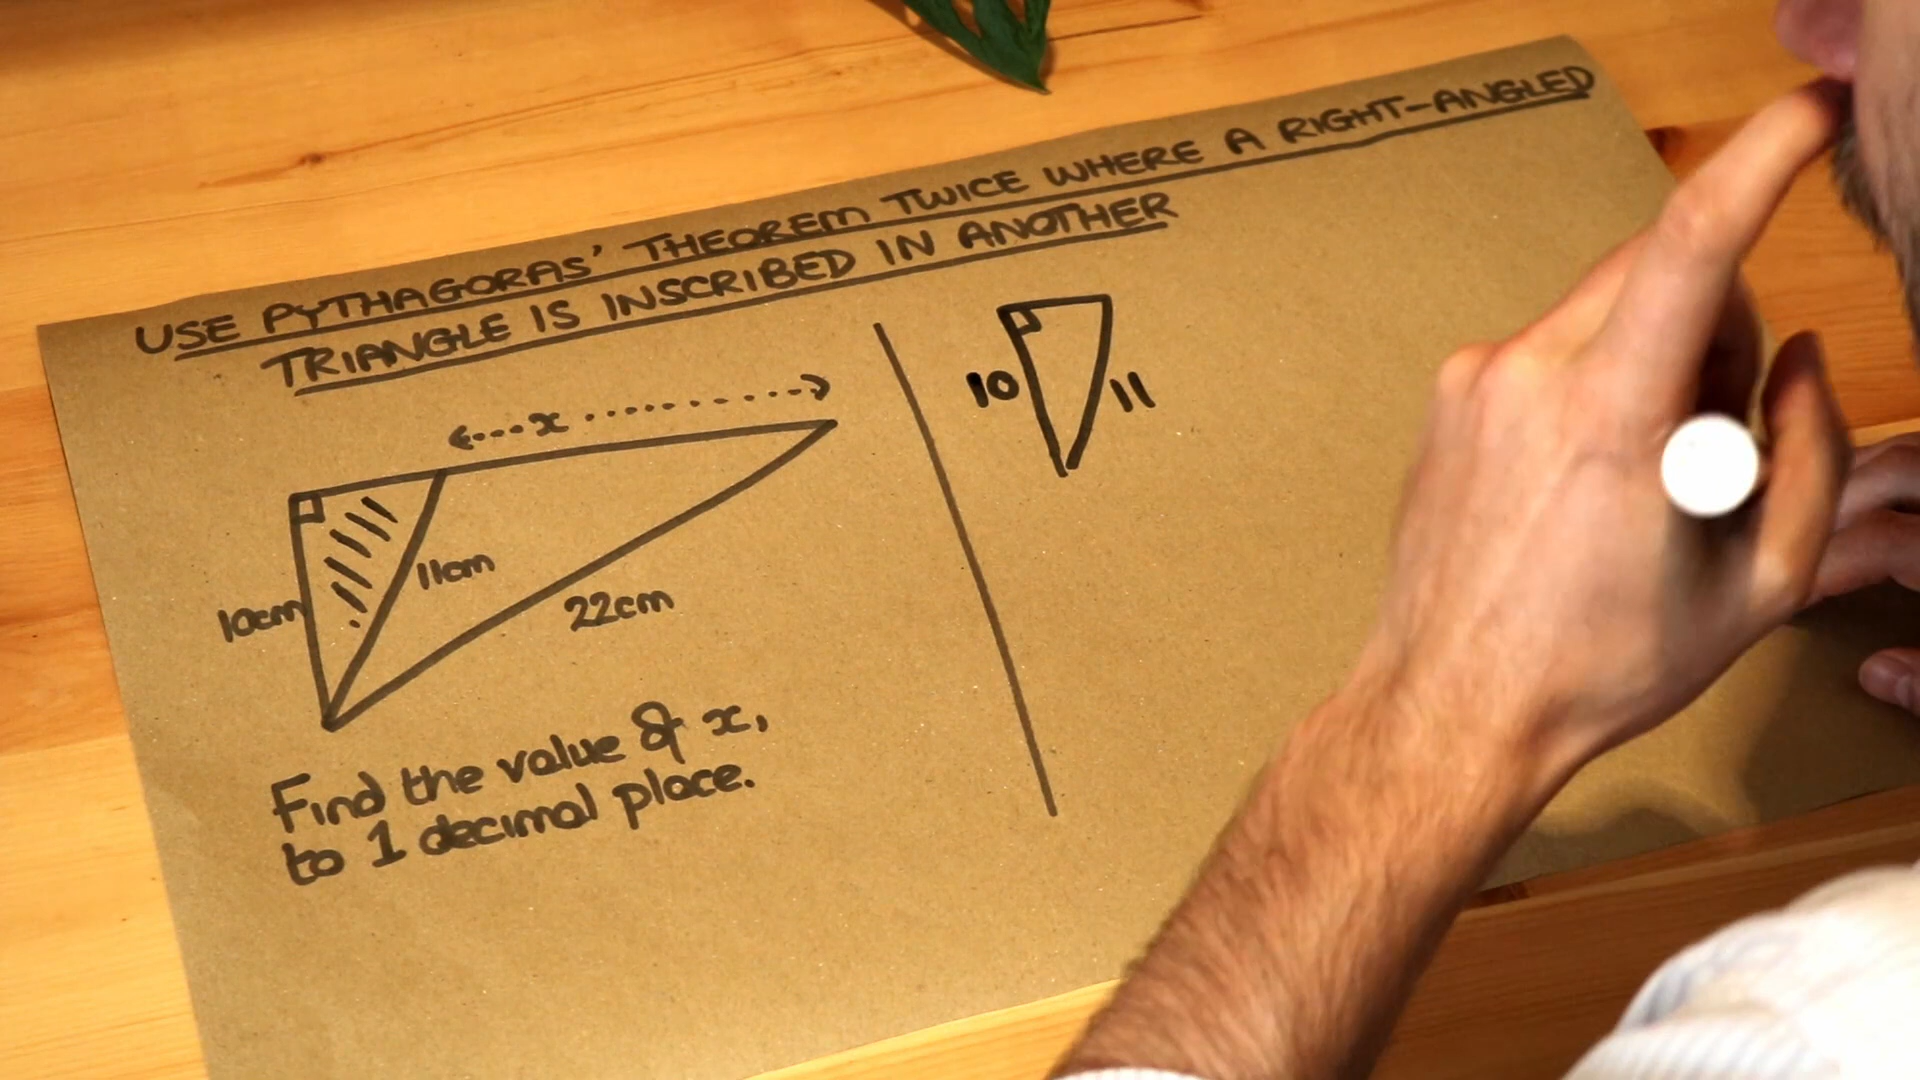 USE PYTHAGORAS' THEOREM TWICE WHERE A RIGHT-ANGLED
TRIANGLE IS INSCRIBED IN ANOTHER
x
10cm
11cm
22cm
Find the value of x,
to 1 decimal place.
10
11